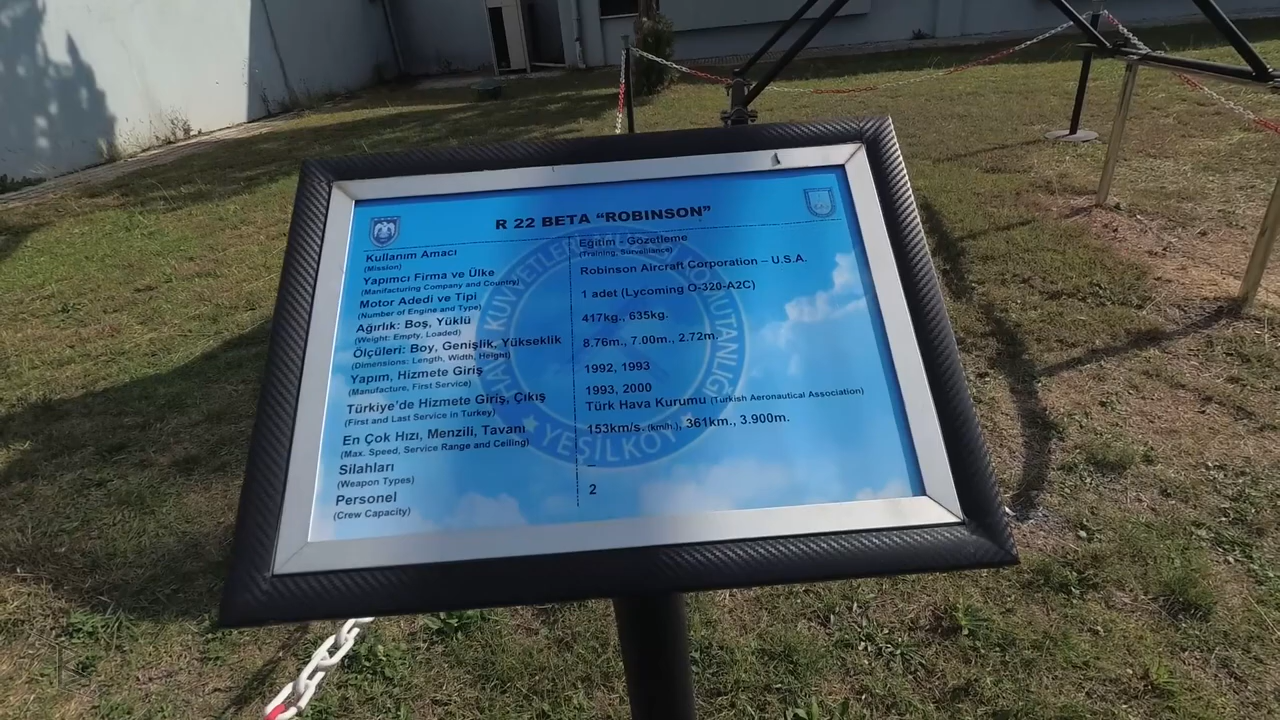 R 22 BETA “ROBINSON”
Kullanım Amacı
(Mission)
Eğitim - Gözetleme
(Training, Surveillance)
Yapımcı Firma ve Ülke
(Manifacturing Company and Country)
Robinson Aircraft Corporation – U.S.A.
Motor Adedi ve Tipi
(Number of Engine and Type)
1 adet (Lycoming O-320-A2C)
Ağırlık: Boş, Yüklü
(Weight: Empty, Loaded)
417kg., 635kg.
Ölçüleri: Boy, Genişlik, Yükseklik
(Dimensions: Length, Width, Height)
8.76m., 7.00m., 2.72m.
Yapım, Hizmete Giriş
(Manufacture, First Service)
1992, 1993
Türkiye’de Hizmete Giriş, Çıkış
(First and Last Service in Turkey)
1993, 2000
Türk Hava Kurumu (Turkish Aeronautical Association)
En Çok Hızı, Menzili, Tavanı
(Max. Speed, Service Range and Ceiling)
153km/s. (km/h.), 361km., 3.900m.
Silahları
(Weapon Types)
–
Personel
(Crew Capacity)
2
YEŞİLKÖY